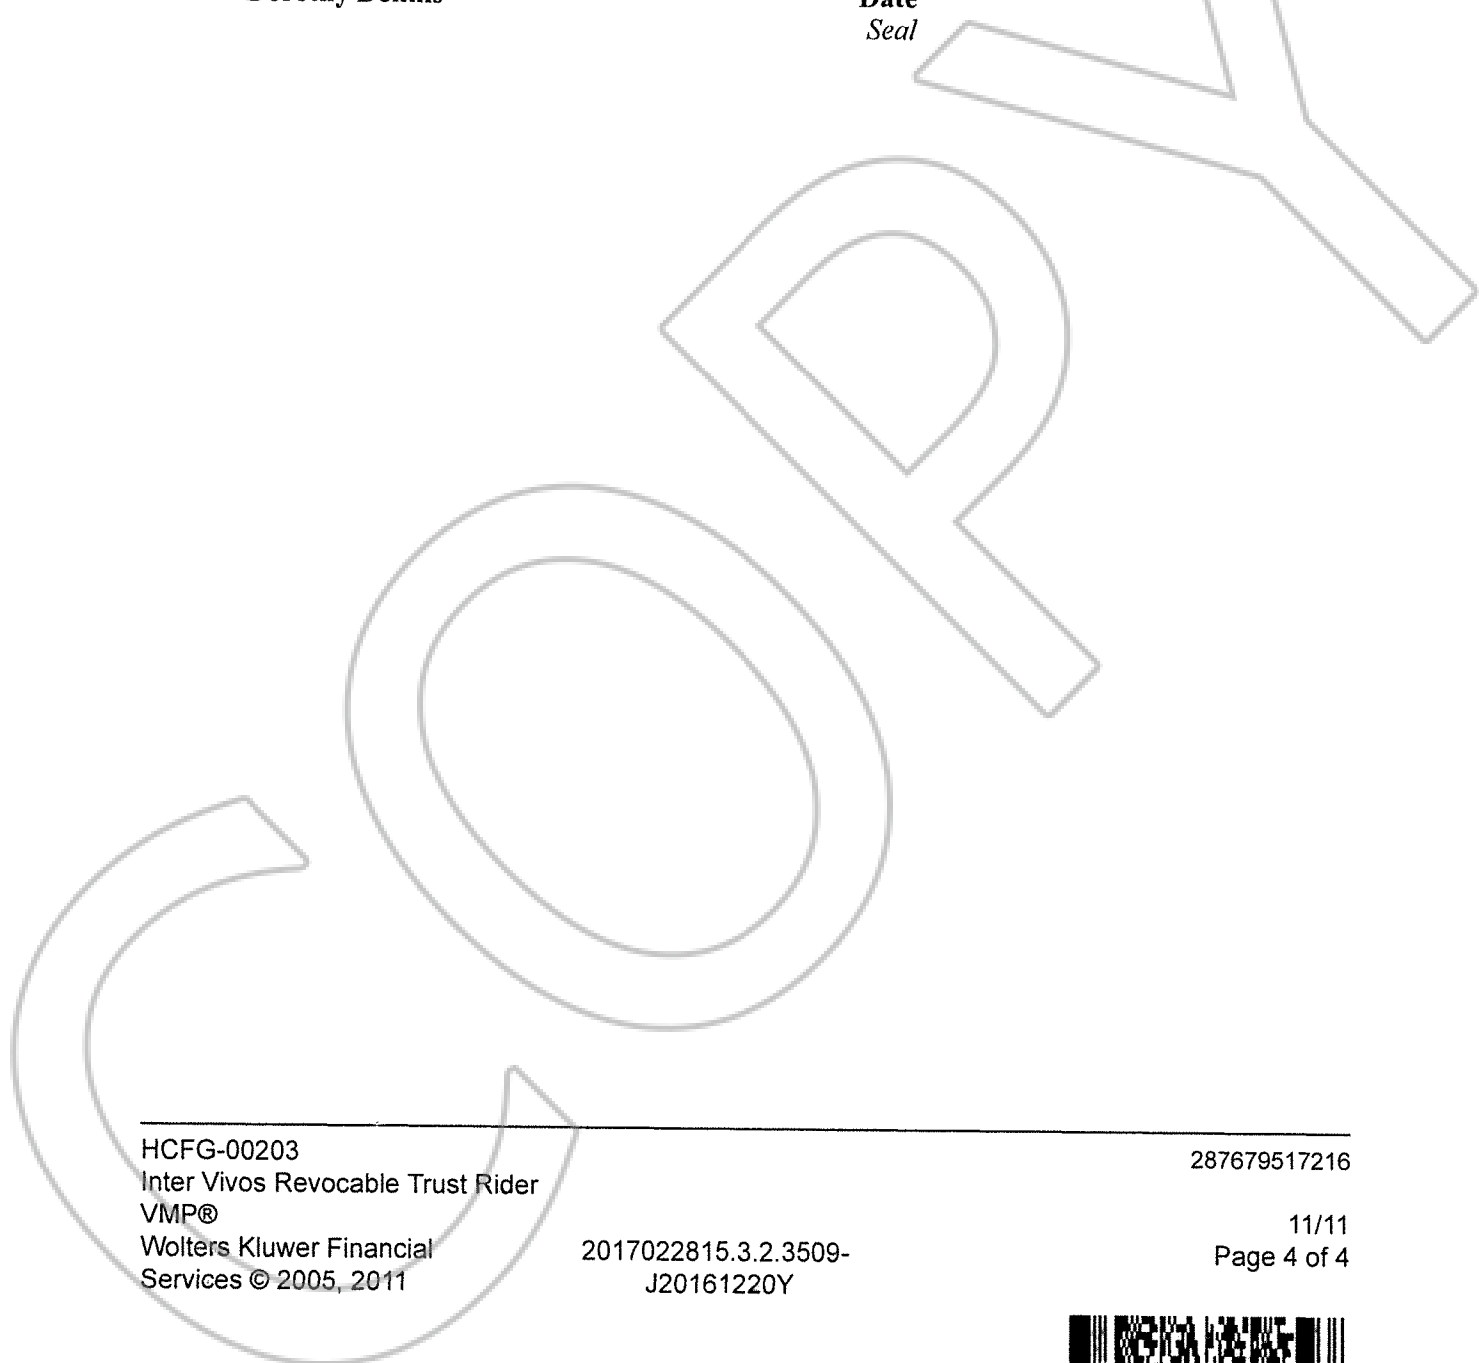 Date
Seal
COPY
HCFG-00203
Inter Vivos Revocable Trust Rider
VMP®
Wolters Kluwer Financial
Services © 2005, 2011
2017022815.3.2.3509-
J20161220Y
287679517216
11/11
Page 4 of 4